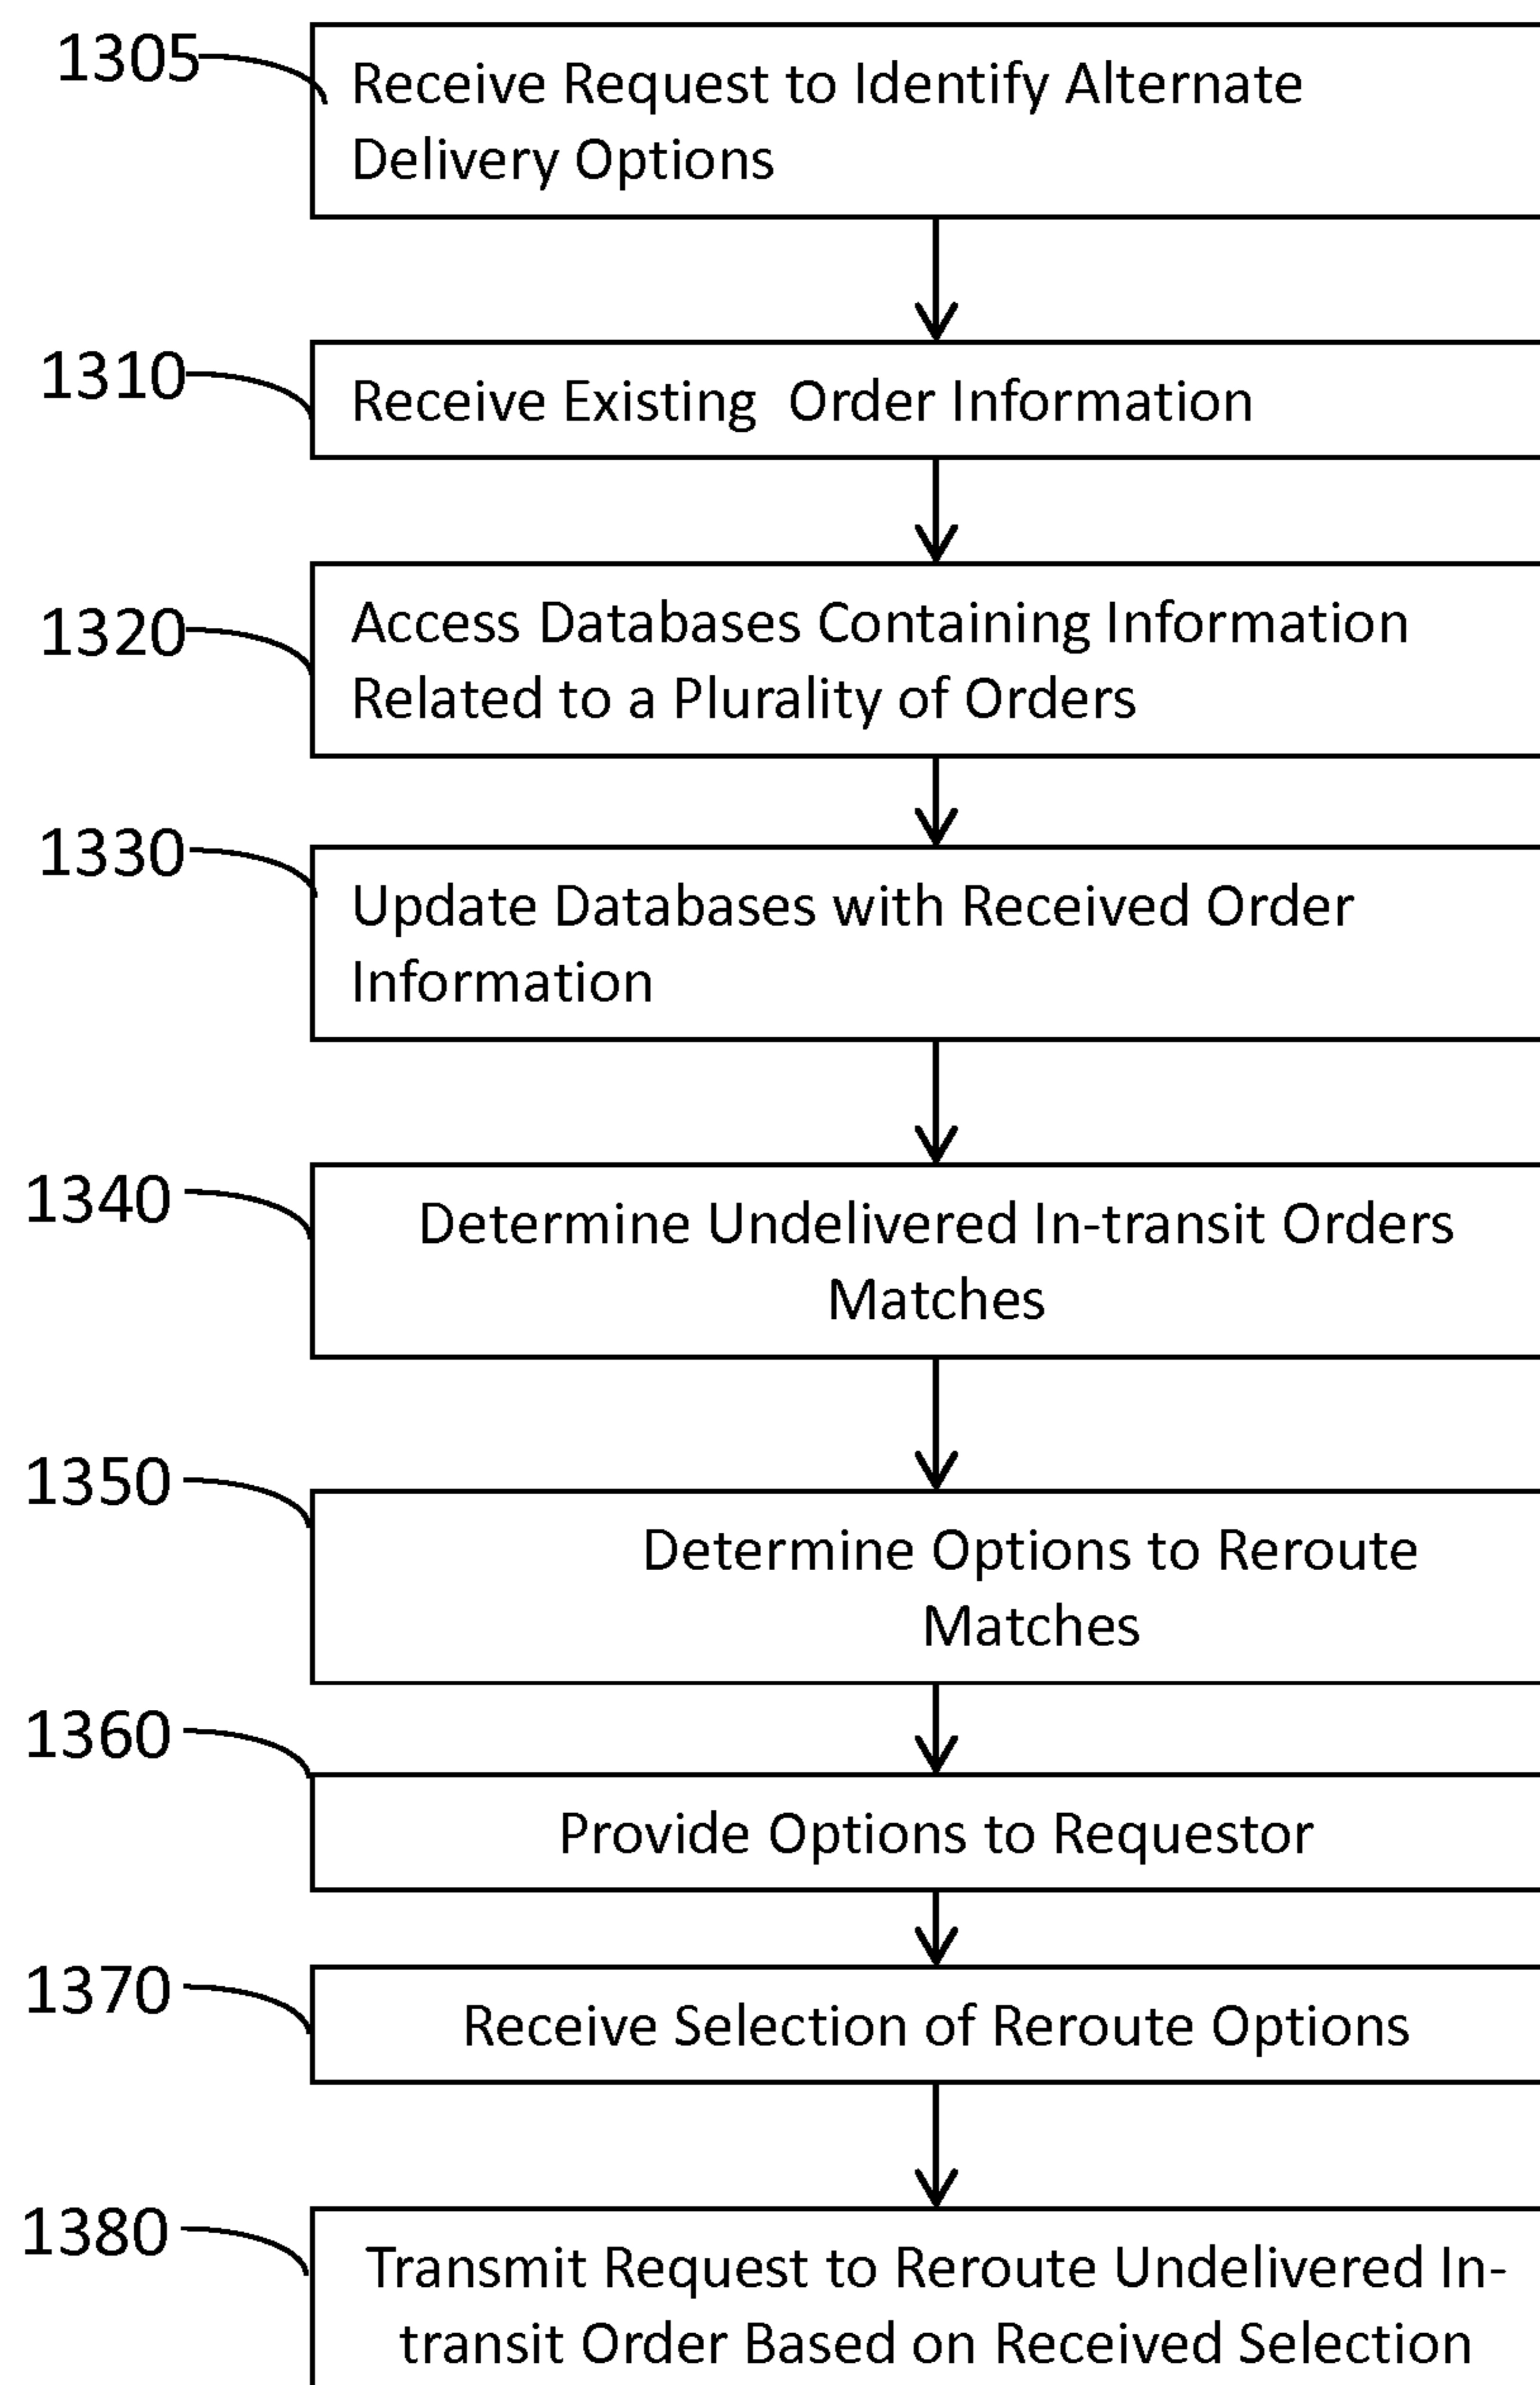 1305
Receive Request to Identify Alternate
Delivery Options
1310
Receive Existing  Order Information
1320
Access Databases Containing Information
Related to a Plurality of Orders
1330
Update Databases with Received Order
Information
1340
Determine Undelivered In-transit Orders
Matches
1350
Determine Options to Reroute
Matches
1360
Provide Options to Requestor
1370
Receive Selection of Reroute Options
1380
Transmit Request to Reroute Undelivered In-
transit Order Based on Received Selection